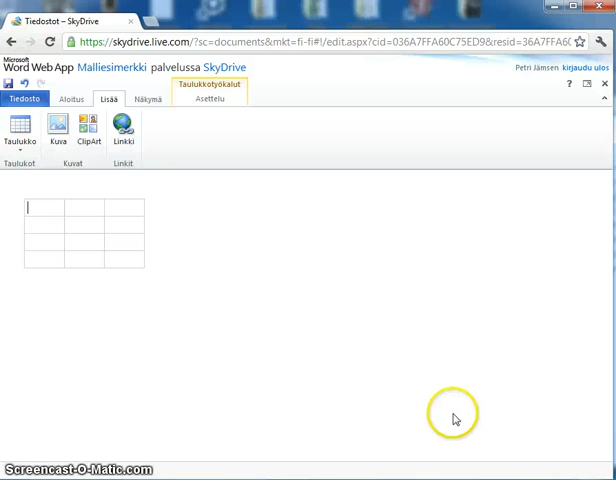 Tiedostot – SkyDrive
https://skydrive.live.com/?sc=documents&mkt=fi-fi#!/edit.aspx?cid=036A7FFA60C75ED9&resid=36A7FFA60C
Microsoft
Word Web App Malliesimerkki palvelussa SkyDrive
Petri Jämsen kirjaudu ulos
Taulukkotyökalut
Tiedosto Aloitus Lisää Näkymä Asettelu
Taulukko Kuva ClipArt Linkki
Taulukot Kuvat Linkit
Screencast-O-Matic.com